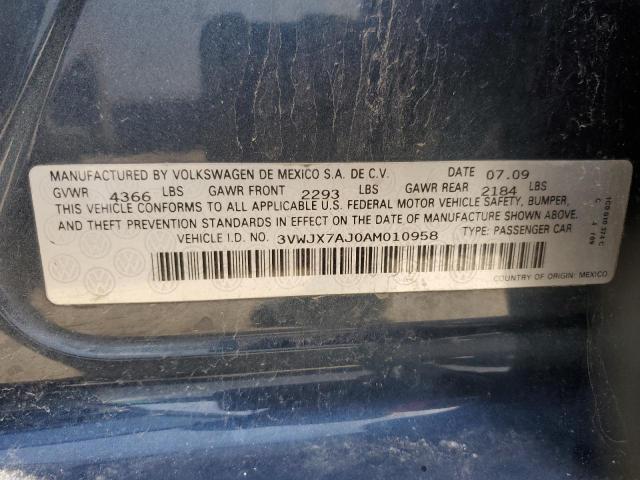 MANUFACTURED BY VOLKSWAGEN DE MEXICO S.A. DE C.V. DATE 07.09
GVWR 4366 LBS GAWR FRONT 2293 LBS GAWR REAR 2184 LBS
THIS VEHICLE CONFORMS TO ALL APPLICABLE U.S. FEDERAL MOTOR VEHICLE SAFETY, BUMPER,
AND THEFT PREVENTION STANDARDS IN EFFECT ON THE DATE OF MANUFACTURE SHOWN ABOVE.
VEHICLE I.D. NO. 3VWJX7AJ0AM010958 TYPE: PASSENGER CAR
COUNTRY OF ORIGIN: MEXICO